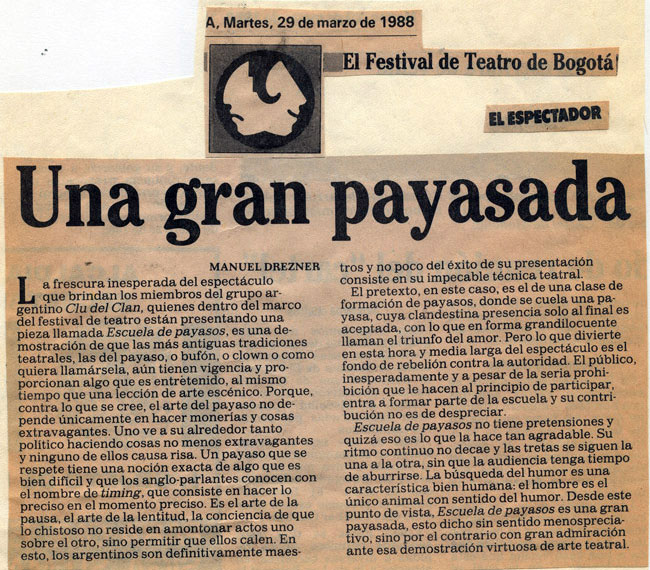 A, Martes, 29 de marzo de 1988
El Festival de Teatro de Bogotá
EL ESPECTADOR
Una gran payasada
MANUEL DREZNER
La frescura inesperada del espectáculo
que brindan los miembros del grupo ar-
gentino Clu del Clan, quienes dentro del marco
del festival de teatro están presentando una
pieza llamada Escuela de payasos, es una de-
mostración de que las más antiguas tradiciones
teatrales, las del payaso, o bufón, o clown o como
quiera llamársela, aún tienen vigencia y pro-
porcionan algo que es entretenido, al mismo
tiempo que una lección de arte escénico. Porque,
contra lo que se cree, el arte del payaso no de-
pende únicamente en hacer monerías y cosas
extravagantes. Uno ve a su alrededor tanto
político haciendo cosas no menos extravagantes
y ninguno de ellos causa risa. Un payaso que se
respete tiene una noción exacta de algo que es
bien difícil y que los anglo-parlantes conocen con
el nombre de timing, que consiste en hacer lo
preciso en el momento preciso. Es el arte de la
pausa, el arte de la lentitud, la conciencia de que
lo chistoso no reside en amontonar actos uno
sobre el otro, sino permitir que ellos calen. En
esto, los argentinos son definitivamente maes-
tros y no poco del éxito de su presentación
consiste en su impecable técnica teatral.
El pretexto, en este caso, es el de una clase de
formación de payasos, donde se cuela una pa-
yasa, cuya clandestina presencia solo al final es
aceptada, con lo que en forma grandilocuente
llaman el triunfo del amor. Pero lo que divierte
en esta hora y media larga del espectáculo es el
fondo de rebelión contra la autoridad. El público,
inesperadamente y a pesar de la seria prohi-
bición que le hacen al principio de participar,
entra a formar parte de la escuela y su contri-
bución no es de despreciar.
Escuela de payasos no tiene pretensiones y
quizá eso es lo que la hace tan agradable. Su
ritmo continuo no decae y las tretas se siguen la
una a la otra, sin que la audiencia tenga tiempo
de aburrirse. La búsqueda del humor es una
característica bien humana: el hombre es el
único animal con sentido del humor. Desde este
punto de vista, Escuela de payasos es una gran
payasada, esto dicho sin sentido menosprecia-
tivo, sino por el contrario con gran admiración
ante esa demostración virtuosa de arte teatral.